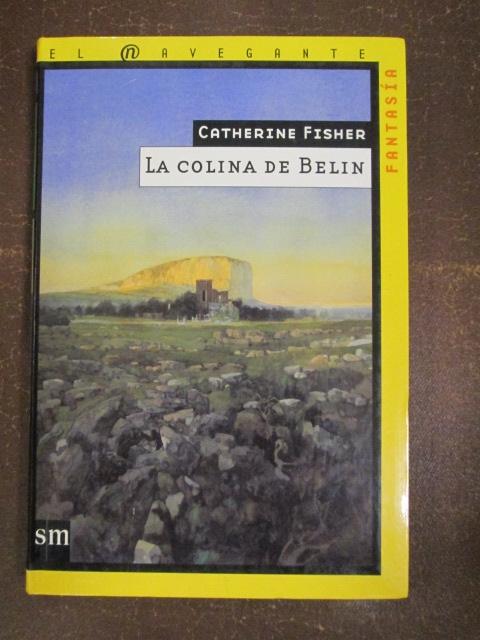 EL NAVEGANTE
FANTASÍA
CATHERINE FISHER
LA COLINA DE BELIN
sm